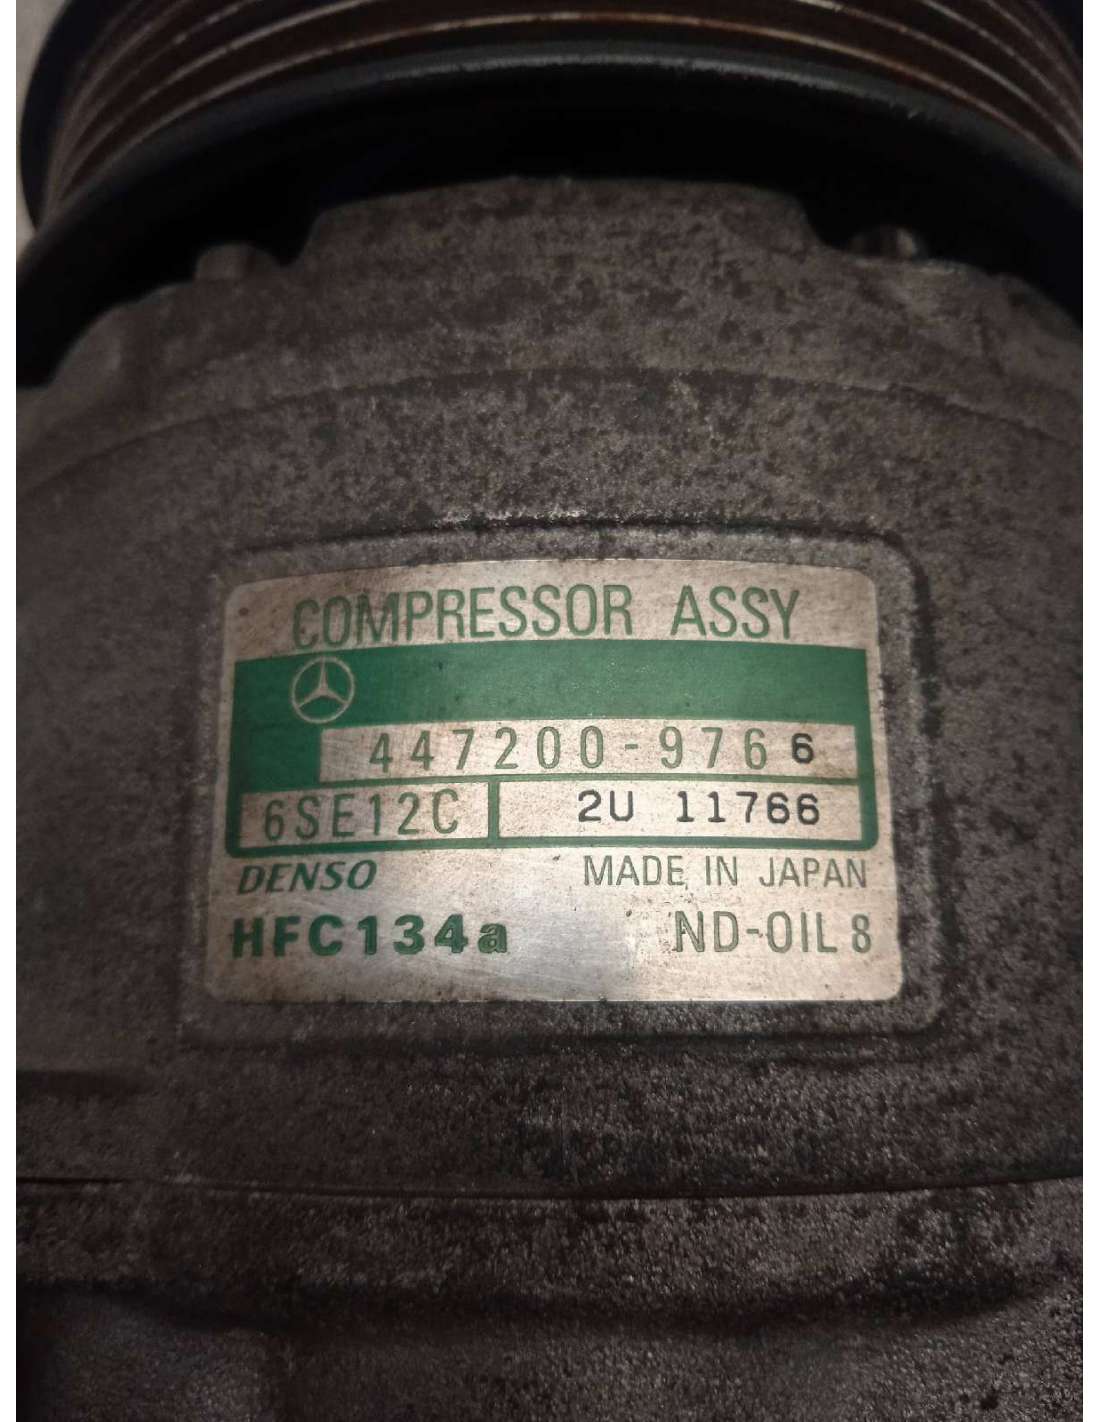 COMPRESSOR ASSY
447200-9766
6SE12C 2U 11766
DENSO MADE IN JAPAN
HFC134a ND-OIL 8